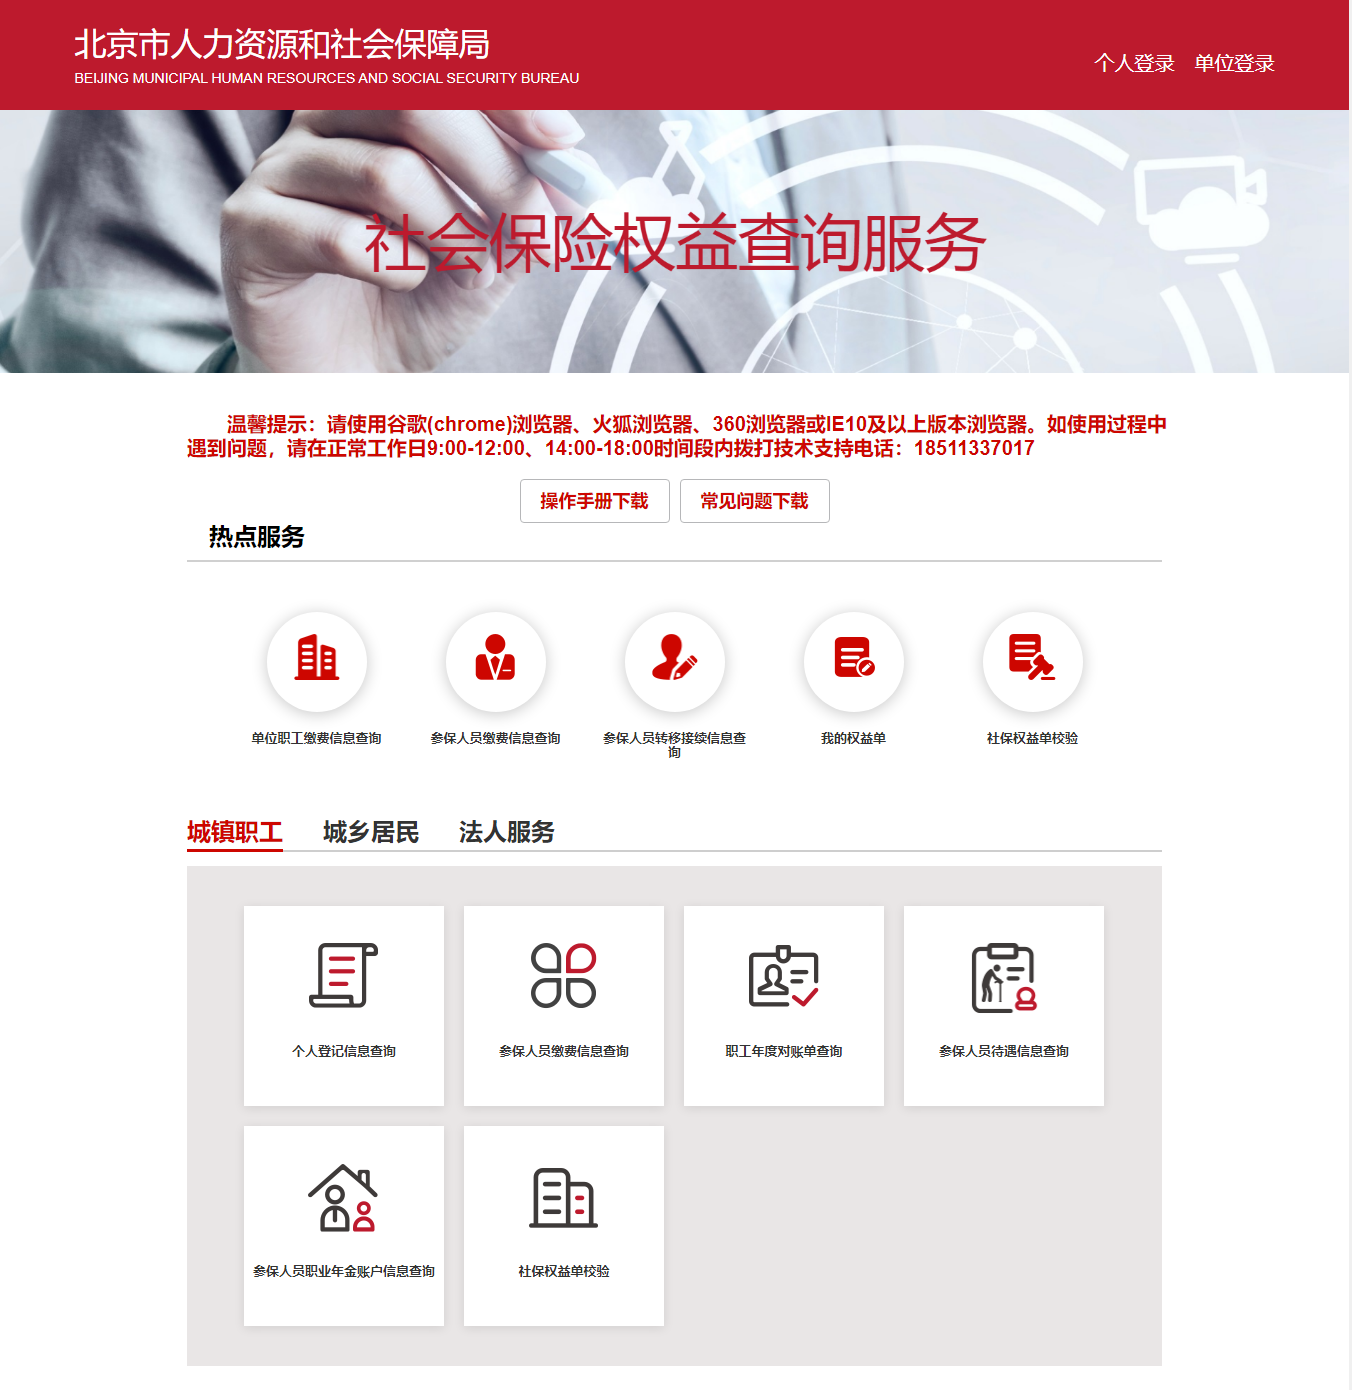 北京市人力资源和社会保障局
BEIJING MUNICIPAL HUMAN RESOURCES AND SOCIAL SECURITY BUREAU
个人登录 单位登录
社会保险权益查询服务
温馨提示：请使用谷歌(chrome)浏览器、火狐浏览器、360浏览器或IE10及以上版本浏览器。如使用过程中
遇到问题，请在正常工作日9:00-12:00、14:00-18:00时间段内拨打技术支持电话：18511337017
操作手册下载 常见问题下载
热点服务
单位职工缴费信息查询 参保人员缴费信息查询 参保人员转移接续信息查 我的权益单 社保权益单校验
询
城镇职工 城乡居民 法人服务
个人登记信息查询 参保人员缴费信息查询 职工年度对账单查询 参保人员待遇信息查询
参保人员职业年金账户信息查询 社保权益单校验